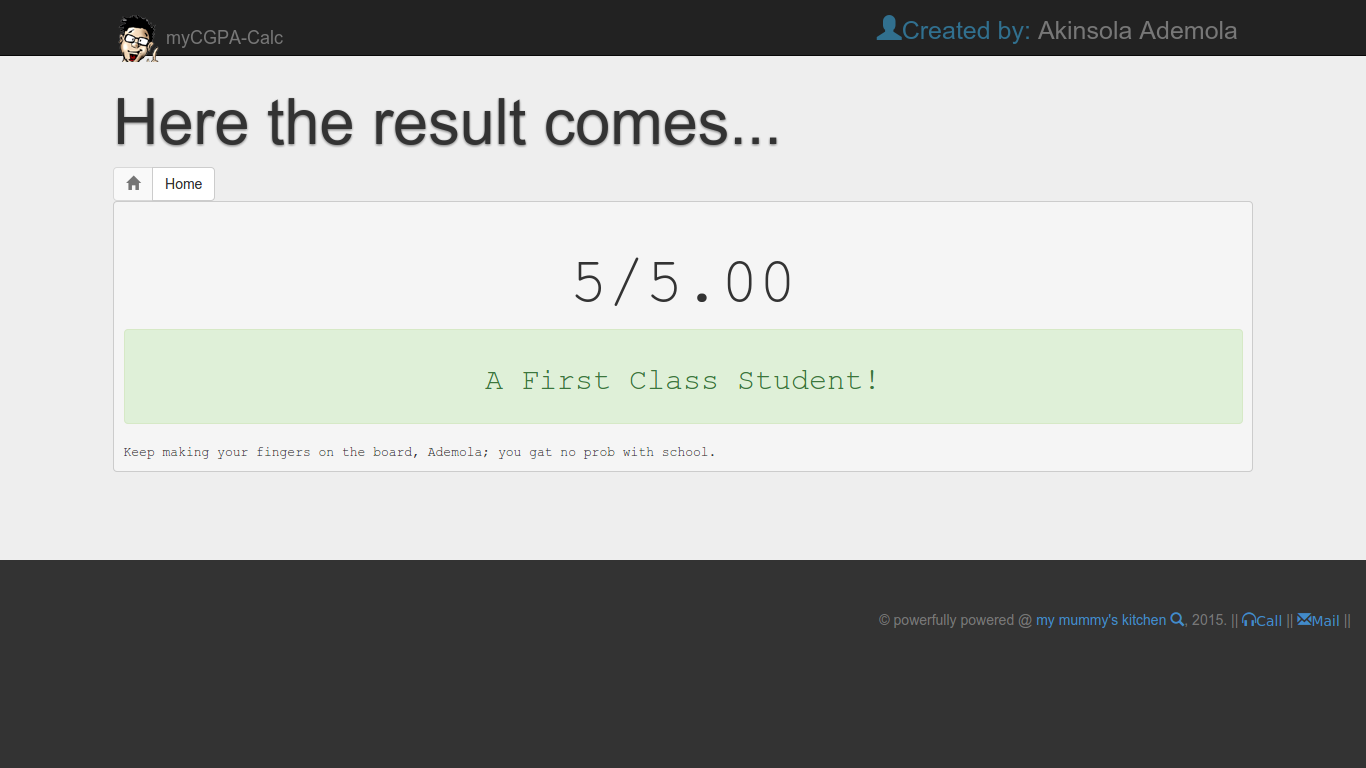 myCGPA-Calc
Created by: Akinsola Ademola
Here the result comes...
Home
5/5.00
A First Class Student!
Keep making your fingers on the board, Ademola; you gat no prob with school.
© powerfully powered @ my mummy's kitchen , 2015. || Call || Mail ||